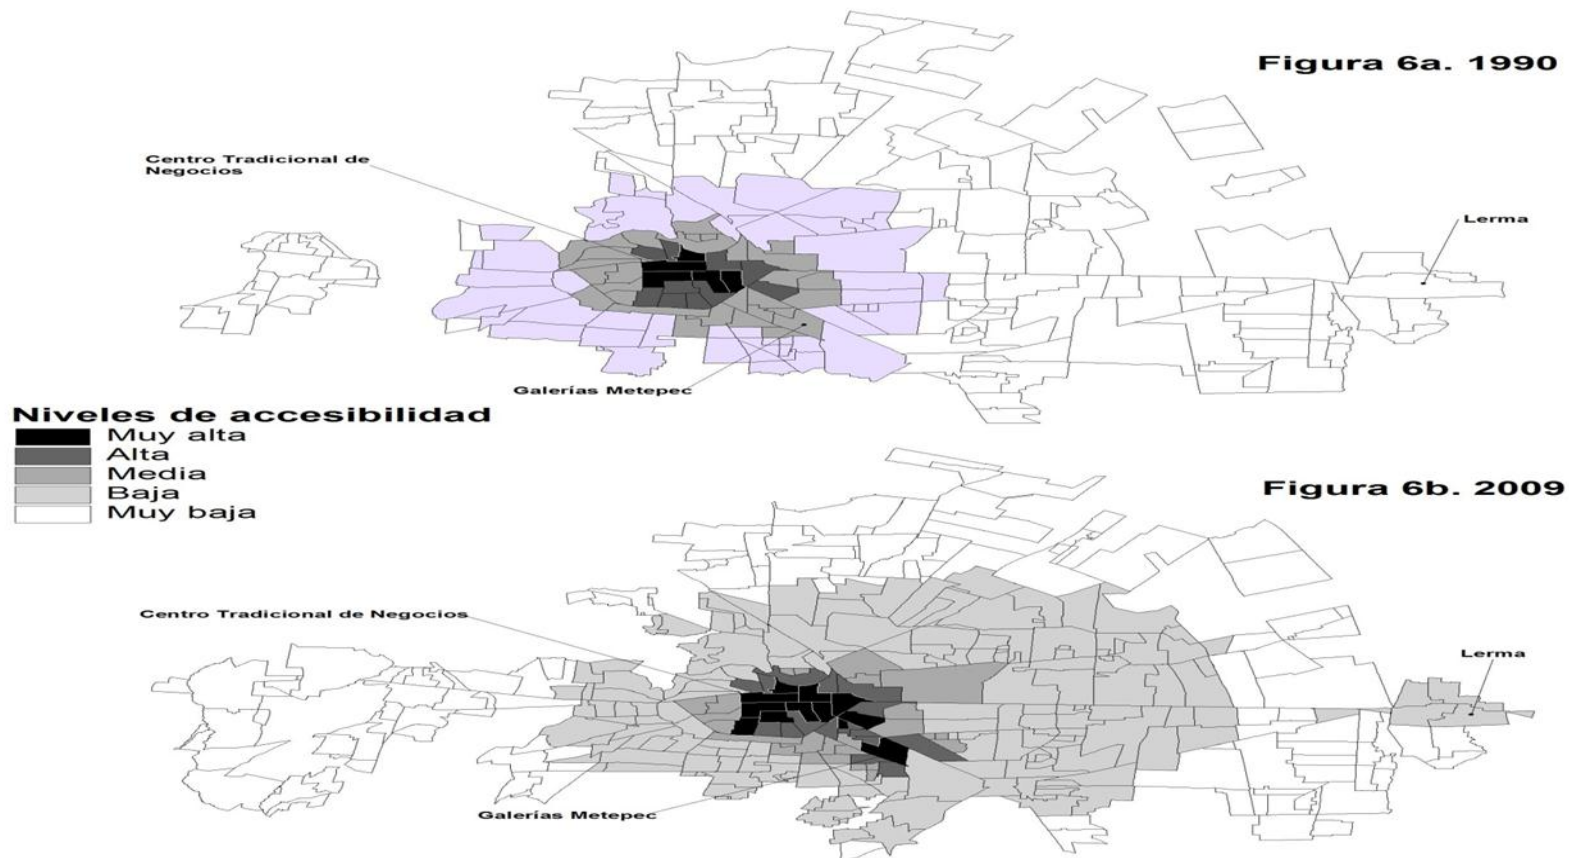 Figura 6a. 1990
Centro Tradicional de
Negocios
Lerma
Galerías Metepec
Niveles de accesibilidad
Muy alta
Alta
Media
Baja
Muy baja
Figura 6b. 2009
Centro Tradicional de Negocios
Lerma
Galerías Metepec